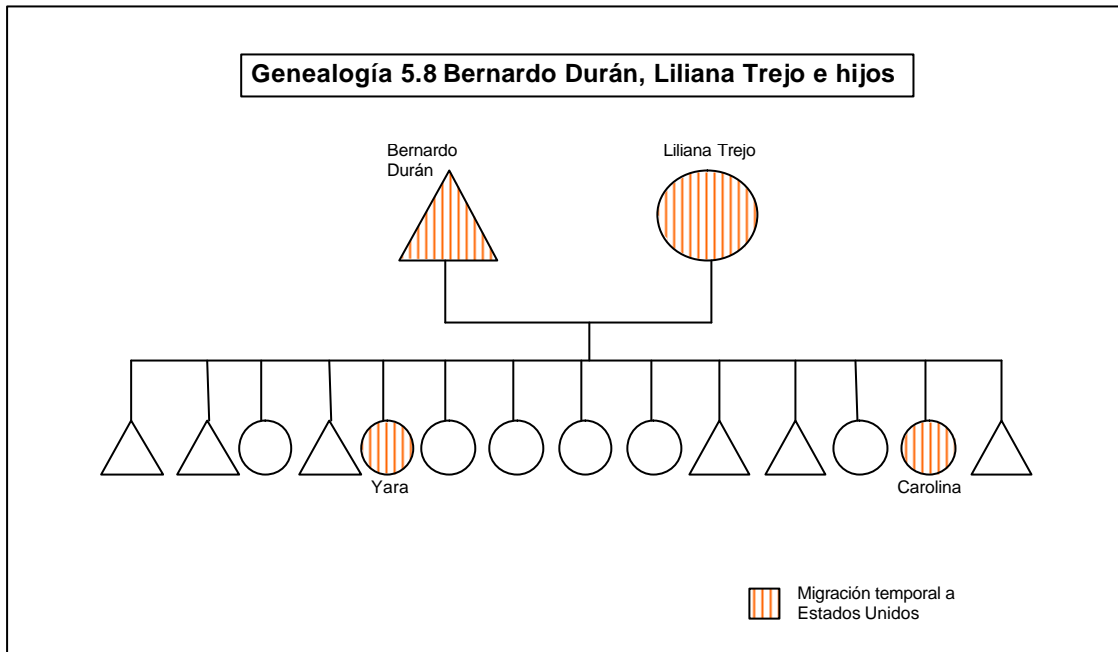 Genealogía 5.8 Bernardo Durán, Liliana Trejo e hijos
Bernardo
Durán
Liliana Trejo
Yara
Carolina
Migración temporal a
Estados Unidos